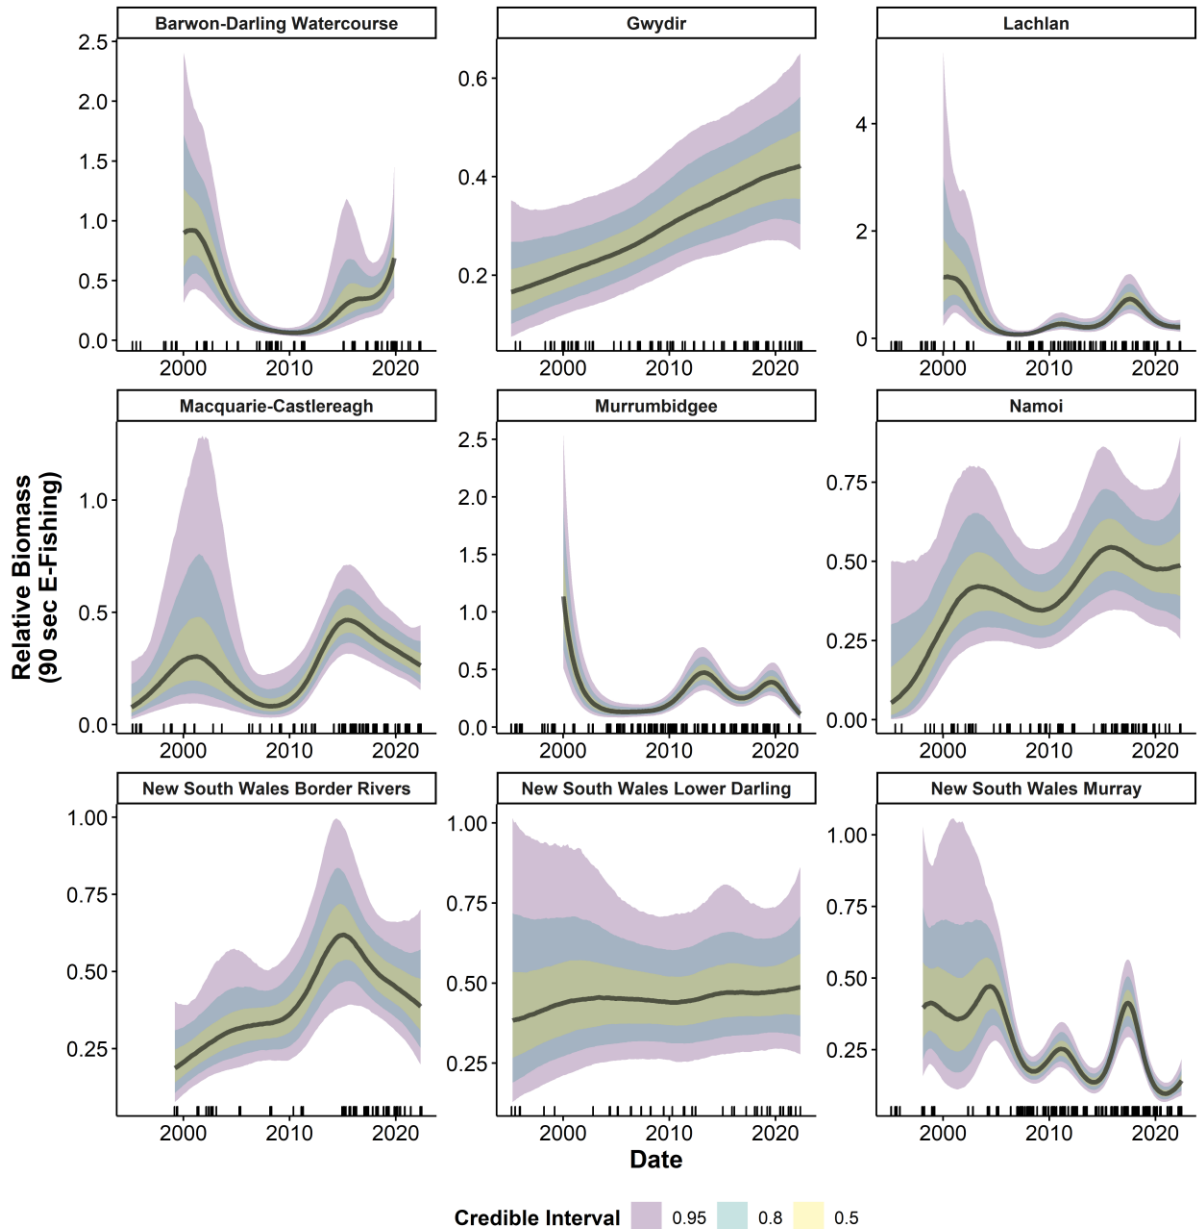 Barwon-Darling Watercourse
Gwydir
Lachlan
2.5
2.0
1.5
1.0
0.5
0.0
2000 2010 2020
0.6
0.4
0.2
2000 2010 2020
4
2
0
2000 2010 2020
Macquarie-Castlereagh
Murrumbidgee
Namoi
Relative Biomass
(90 sec E-Fishing)
1.0
0.5
0.0
2000 2010 2020
2.5
2.0
1.5
1.0
0.5
0.0
2000 2010 2020
0.75
0.50
0.25
0.00
2000 2010 2020
New South Wales Border Rivers
New South Wales Lower Darling
New South Wales Murray
1.00
0.75
0.50
0.25
2000 2010 2020
1.00
0.75
0.50
0.25
2000 2010 2020
1.00
0.75
0.50
0.25
2000 2010 2020
Date
Credible Interval 0.95 0.8 0.5